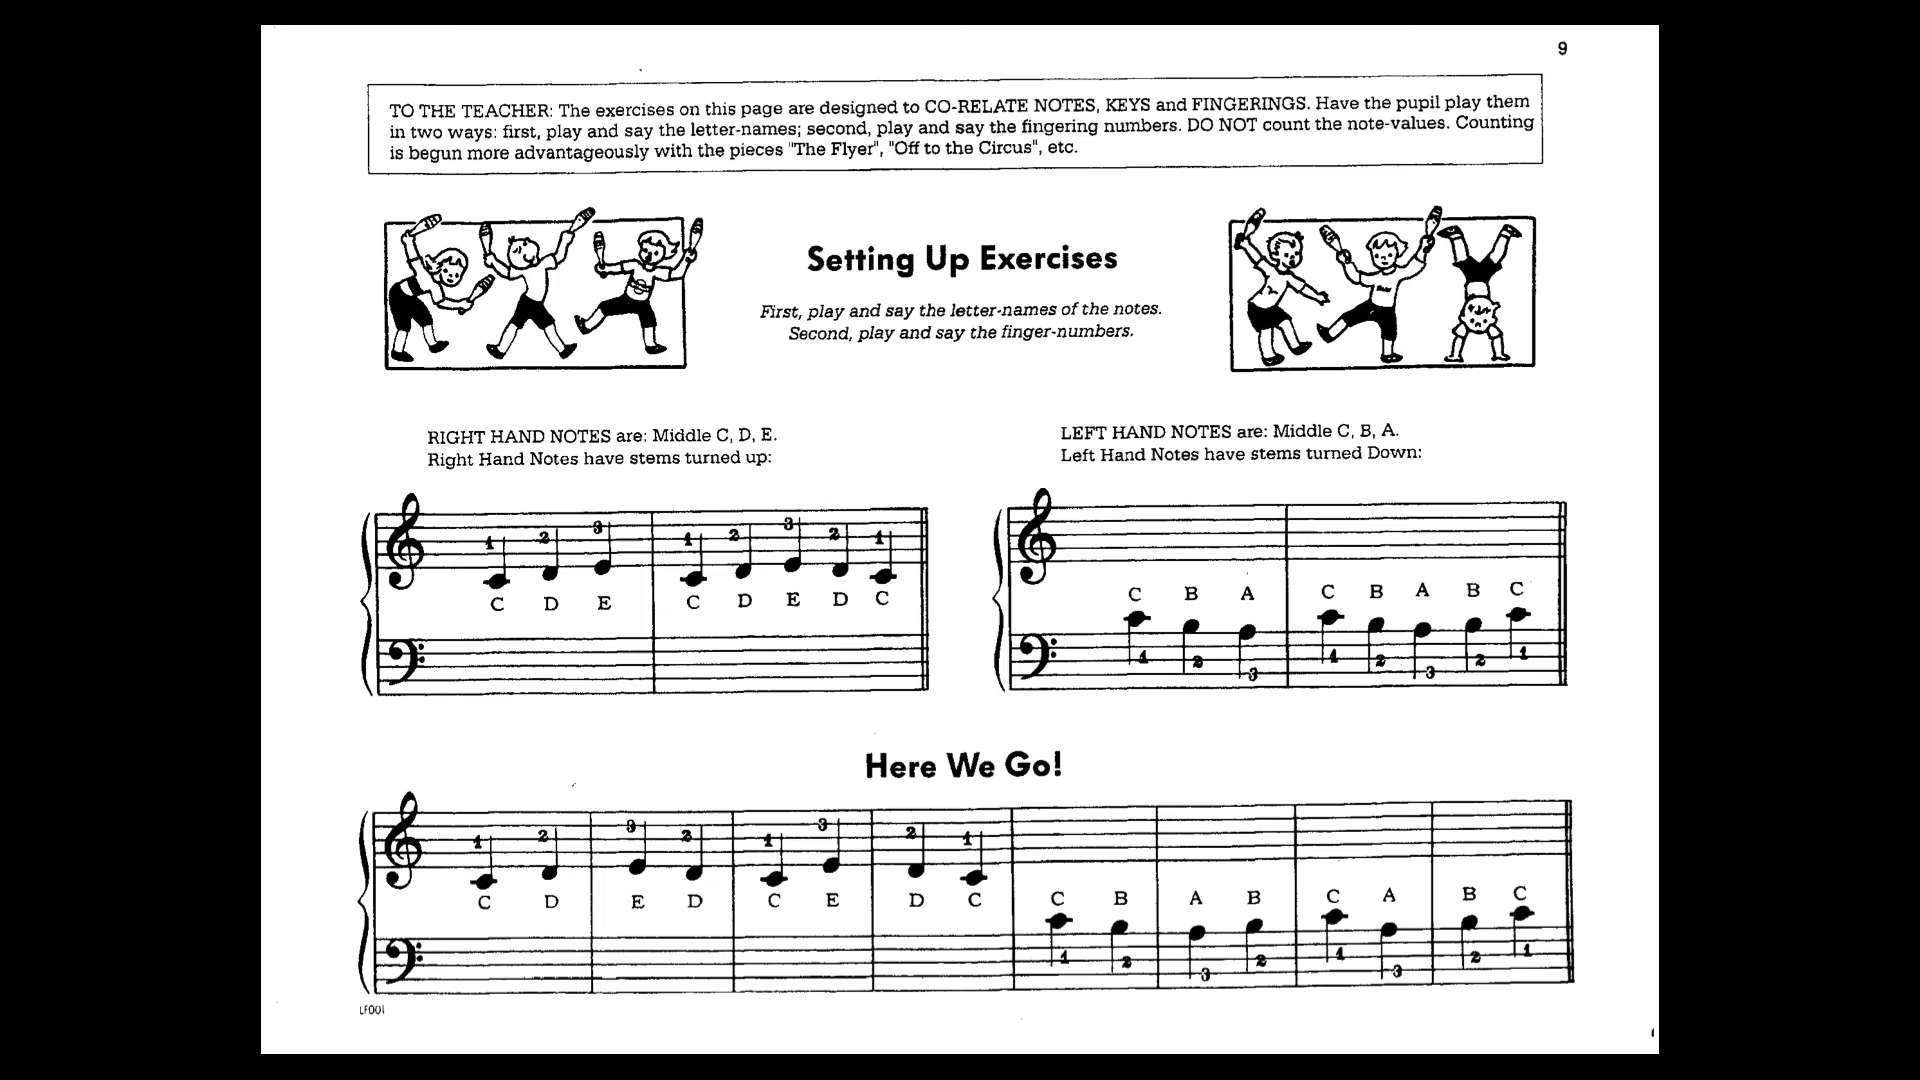 9
TO THE TEACHER: The exercises on this page are designed to CO-RELATE NOTES, KEYS and FINGERINGS. Have the pupil play them
in two ways: first, play and say the letter-names; second, play and say the fingering numbers. DO NOT count the note-values. Counting
is begun more advantageously with the pieces "The Flyer", "Off to the Circus", etc.
Setting Up Exercises
First, play and say the letter-names of the notes.
Second, play and say the finger-numbers.
RIGHT HAND NOTES are: Middle C, D, E.
Right Hand Notes have stems turned up:
1 2 3 1 2 3 2 1
C D E C D E D C
LEFT HAND NOTES are: Middle C, B, A.
Left Hand Notes have stems turned Down:
C B A C B A B C
1 2 3 1 2 3 2 1
Here We Go!
1 2 3 2 1 3 2 1
C D E D C E D C C B A B C A B C
1 2 3 2 1 3 2 1
LF001